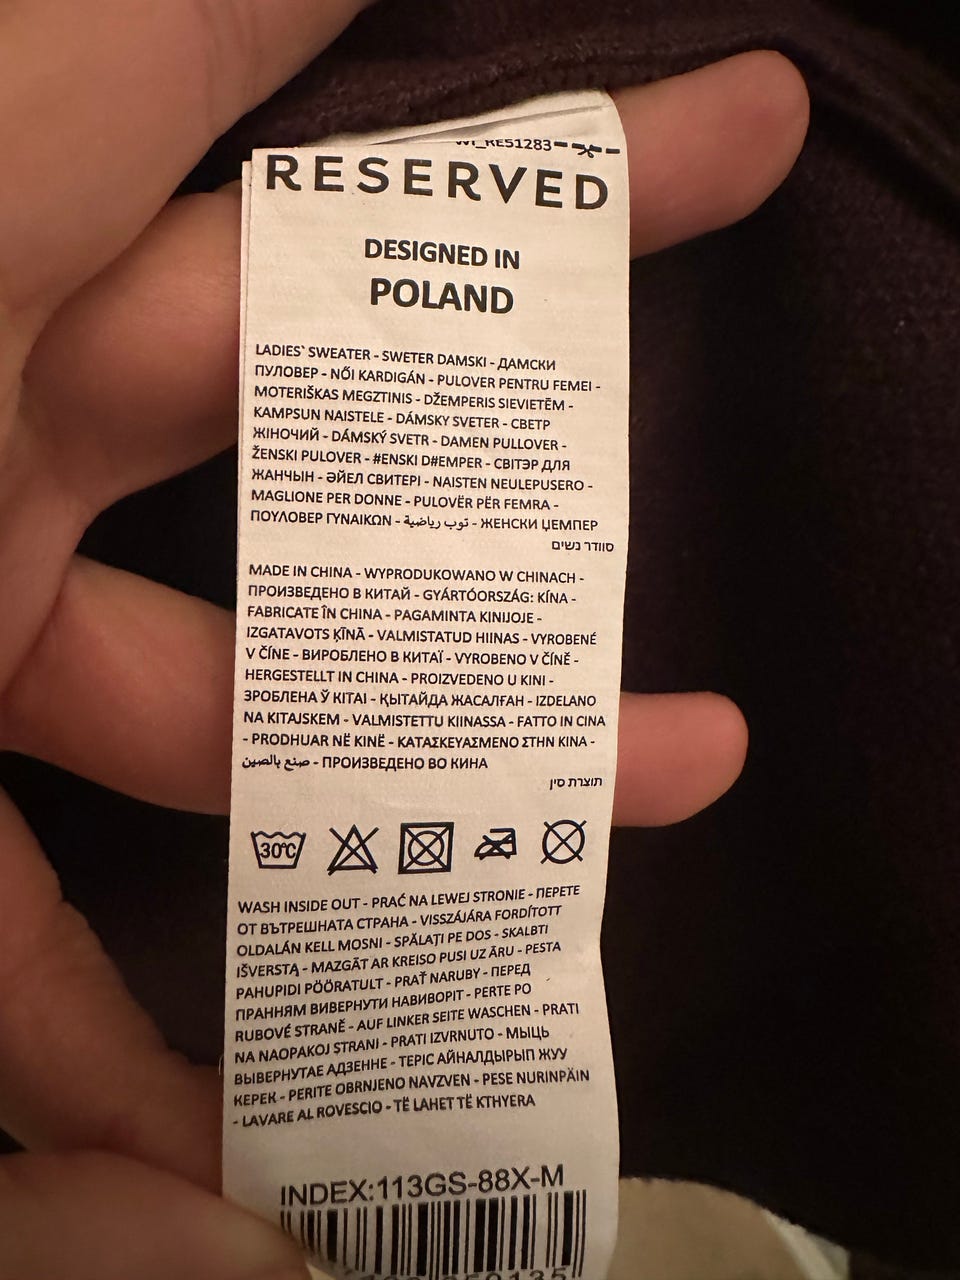 RE51283
RESERVED
DESIGNED IN
POLAND
LADIES` SWEATER - SWETER DAMSKI - ДАМСКИ
ПУЛОВЕР - NŐI KARDIGÁN - PULOVER PENTRU FEMEI -
MOTERIŠKAS MEGZTINIS - DŽEMPERIS SIEVIETĒM -
KAMPSUN NAISTELE - DÁMSKY SVETER - СВЕТР
ЖІНОЧИЙ - DÁMSKÝ SVETR - DAMEN PULLOVER -
ŽENSKI PULOVER - #ENSKI D#EMPER - СВІТЭР ДЛЯ
ЖАНЧЫН - ӘЙЕЛ СВИТЕРІ - NAISTEN NEULEPUSERO -
MAGLIONE PER DONNE - PULOVËR PËR FEMRA -
ΠΟΥΛΟΒΕΡ ΓΥΝΑΙΚΩΝ - توب رياضية - ЖЕНСКИ ЏЕМПЕР
סוודר נשים
MADE IN CHINA - WYPRODUKOWANO W CHINACH -
ПРОИЗВЕДЕНО В КИТАЙ - GYÁRTÓORSZÁG: KÍNA -
FABRICATE ÎN CHINA - PAGAMINTA KINIJOJE -
IZGATAVOTS ĶĪNĀ - VALMISTATUD HIINAS - VYROBENÉ
V ČÍNE - ВИРОБЛЕНО В КИТАЇ - VYROBENO V ČÍNĚ -
HERGESTELLT IN CHINA - PROIZVEDENO U KINI -
ЗРОБЛЕНА Ў КІТАІ - ҚЫТАЙДА ЖАСАЛҒАН - IZDELANO
NA KITAJSKEM - VALMISTETTU KIINASSA - FATTO IN CINA
- PRODHUAR NË KINË - ΚΑΤΑΣΚΕΥΑΣΜΕΝΟ ΣΤΗΝ ΚΙΝΑ -
صنع بالصين - ПРОИЗВЕДЕНО ВО КИНА
תוצרת סין
30°C
WASH INSIDE OUT - PRAĆ NA LEWEJ STRONIE - ПЕРЕТЕ
ОТ ВЪТРЕШНАТА СТРАНА - VISSZÁJÁRA FORDÍTOTT
OLDALÁN KELL MOSNI - SPĂLAȚI PE DOS - SKALBTI
IŠVERSTĄ - MAZGĀT AR KREISO PUSI UZ ĀRU - PESTA
PAHUPIDI PÖÖRATULT - PRAŤ NARUBY - ПЕРЕД
ПРАННЯМ ВИВЕРНУТИ НАВИВОРІТ - PERTE PO
RUBOVÉ STRANĚ - AUF LINKER SEITE WASCHEN - PRATI
NA NAOPAKOJ STRANI - PRATI IZVRNUTO - МЫЦЬ
ВЫВЕРНУТАЕ АДЗЕННЕ - ТЕРІС АЙНАЛДЫРЫП ЖУУ
КЕРЕК - PERITE OBRNJENO NAVZVEN - PESE NURINPÄIN
- LAVARE AL ROVESCIO - TË LAHET TË KTHYERA
INDEX:113GS-88X-M